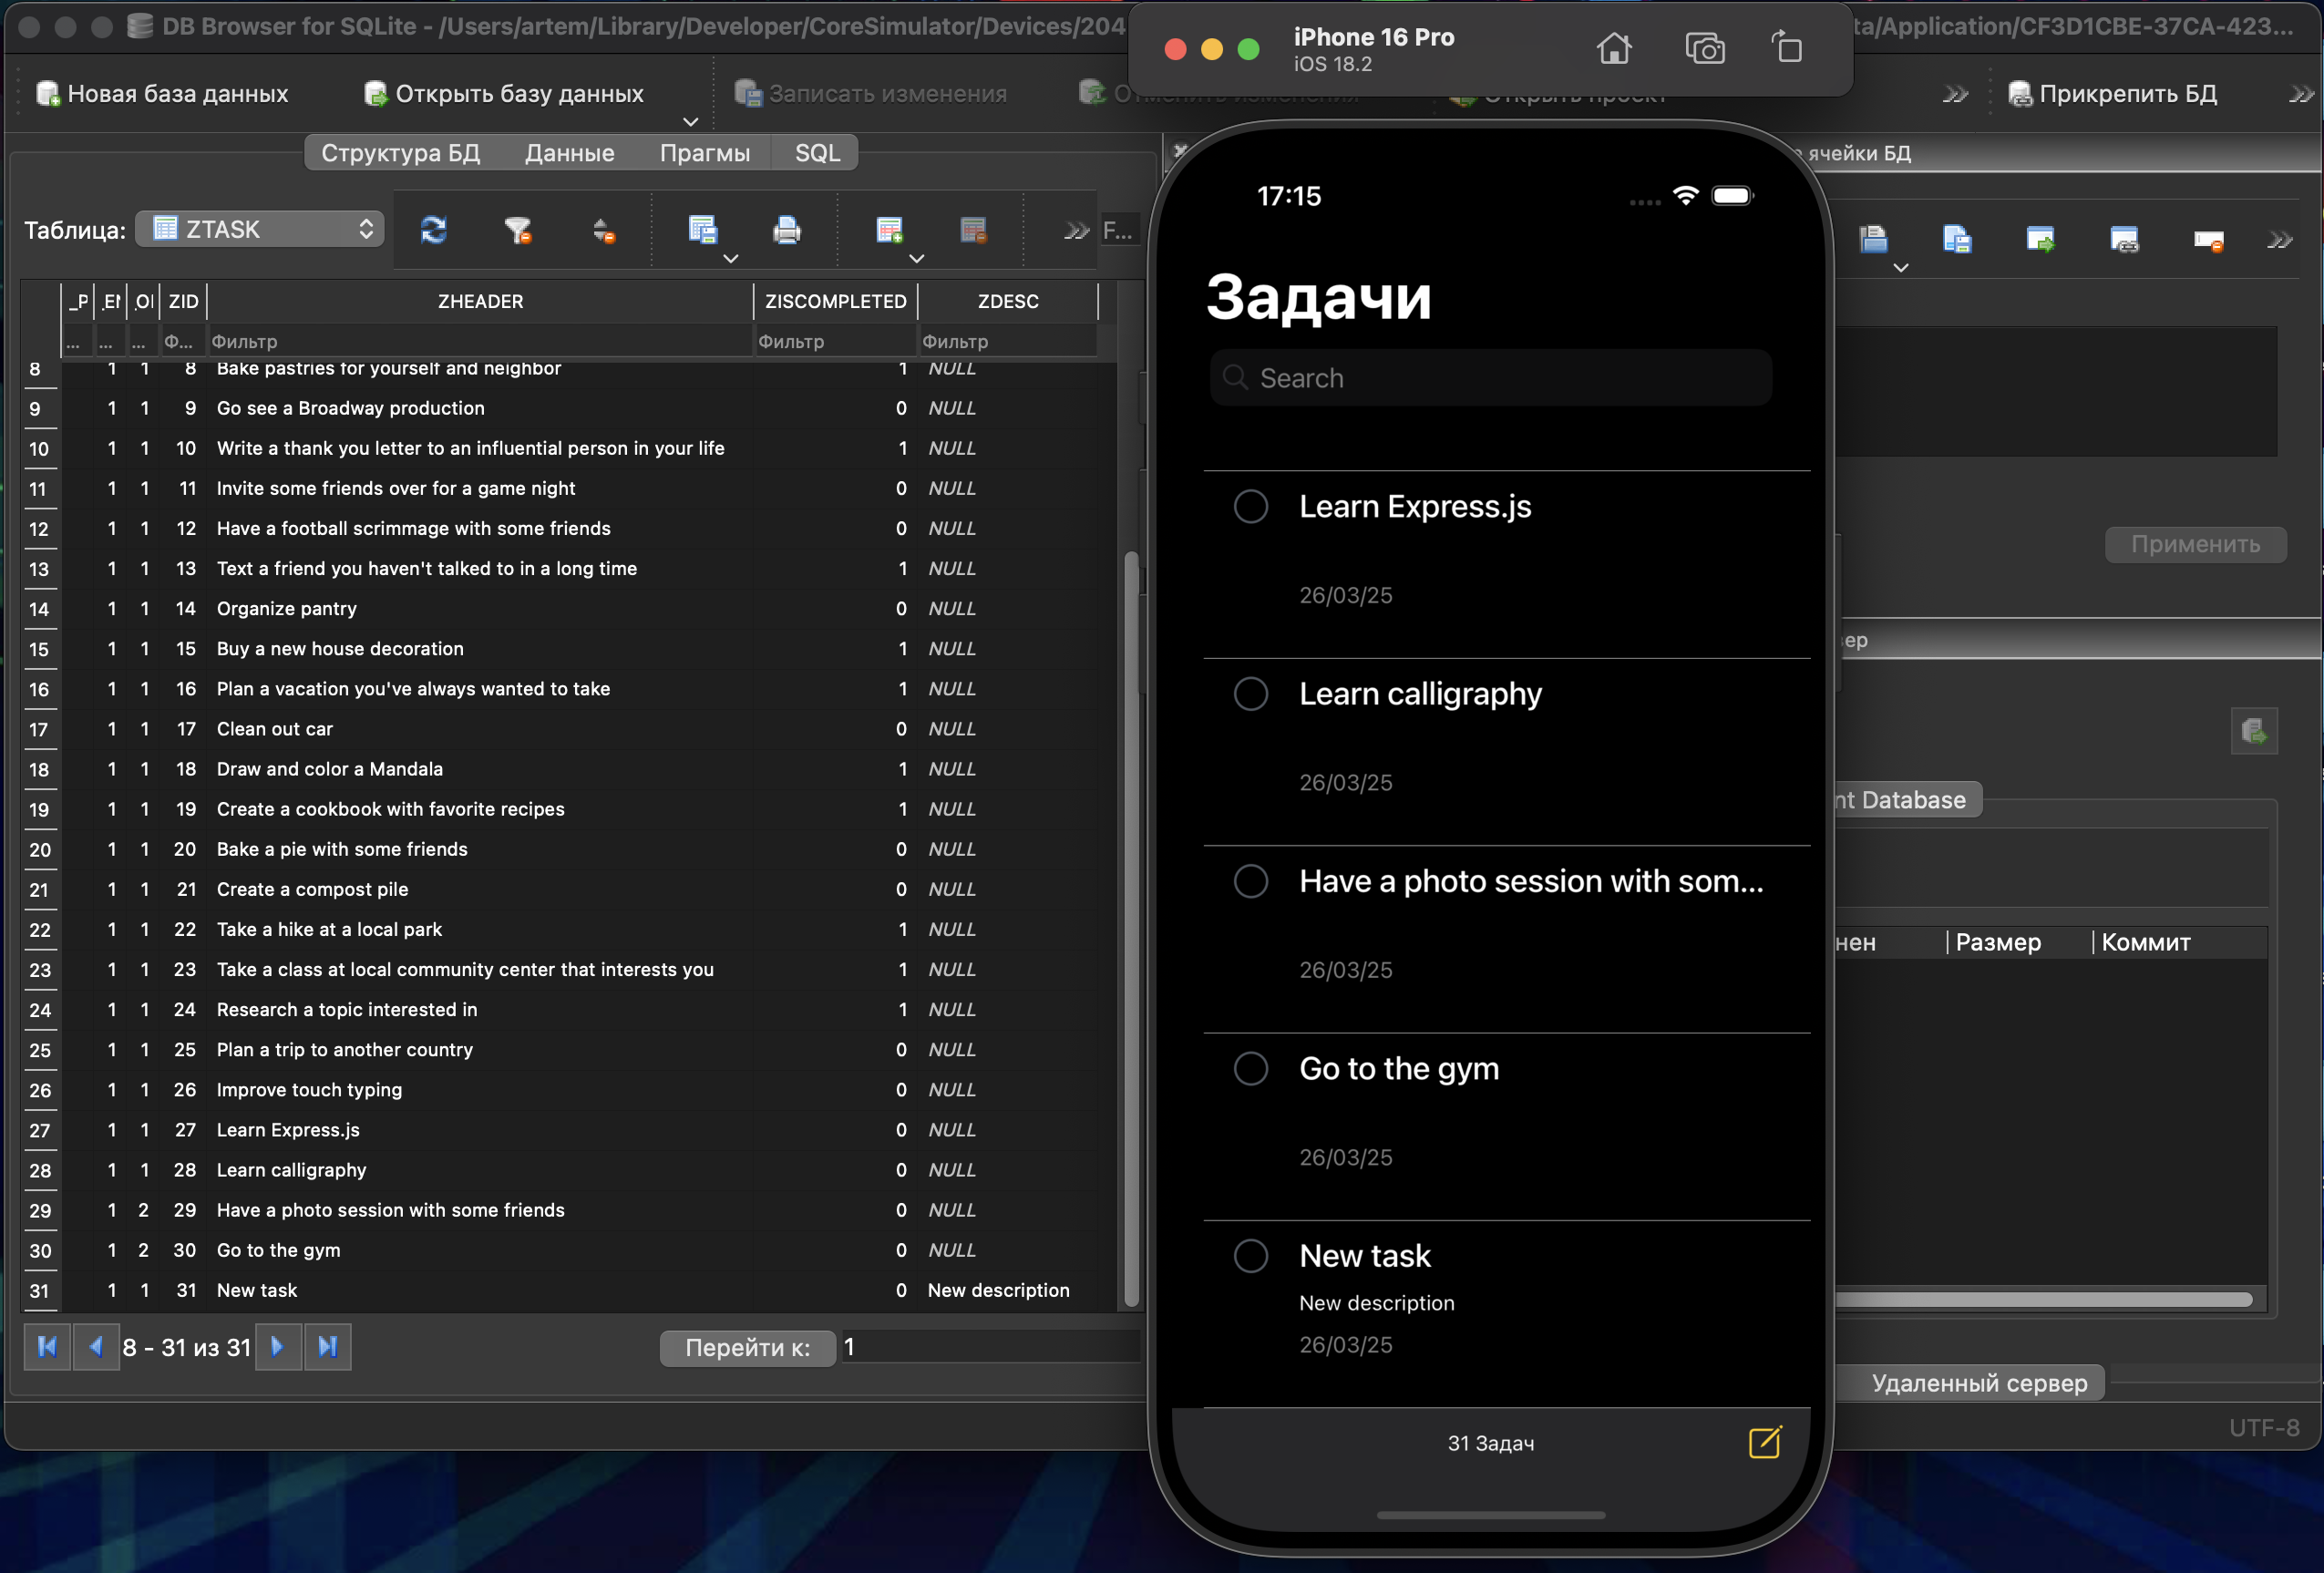 DB Browser for SQLite - /Users/artem/Library/Developer/CoreSimulator/Devices/204
ta/Application/CF3D1CBE-37CA-423...
iPhone 16 Pro
iOS 18.2
Новая база данных
Открыть базу данных
Записать изменения
Отменить изменения
Открыть проект
Прикрепить БД
Структура БД
Данные
Прагмы
SQL
ячейки БД
Таблица:
ZTASK
F...
_P
ZID
ZHEADER
ZISCOMPLETED
ZDESC
... ... ... Ф... Фильтр Фильтр Фильтр
8 1 1 8 Bake pastries for yourself and neighbor 1 NULL
9 1 1 9 Go see a Broadway production 0 NULL
10 1 1 10 Write a thank you letter to an influential person in your life 1 NULL
11 1 1 11 Invite some friends over for a game night 0 NULL
12 1 1 12 Have a football scrimmage with some friends 0 NULL
13 1 1 13 Text a friend you haven't talked to in a long time 1 NULL
14 1 1 14 Organize pantry 0 NULL
15 1 1 15 Buy a new house decoration 1 NULL
16 1 1 16 Plan a vacation you've always wanted to take 1 NULL
17 1 1 17 Clean out car 0 NULL
18 1 1 18 Draw and color a Mandala 1 NULL
19 1 1 19 Create a cookbook with favorite recipes 1 NULL
20 1 1 20 Bake a pie with some friends 0 NULL
21 1 1 21 Create a compost pile 0 NULL
22 1 1 22 Take a hike at a local park 1 NULL
23 1 1 23 Take a class at local community center that interests you 1 NULL
24 1 1 24 Research a topic interested in 1 NULL
25 1 1 25 Plan a trip to another country 0 NULL
26 1 1 26 Improve touch typing 0 NULL
27 1 1 27 Learn Express.js 0 NULL
28 1 1 28 Learn calligraphy 0 NULL
29 1 2 29 Have a photo session with some friends 0 NULL
30 1 2 30 Go to the gym 0 NULL
31 1 1 31 New task 0 New description
8 - 31 из 31
Перейти к:
1
17:15
Задачи
Search
Learn Express.js
26/03/25
Learn calligraphy
26/03/25
Have a photo session with som...
26/03/25
Go to the gym
26/03/25
New task
New description
26/03/25
31 Задач
Применить
ер
nt Database
нен
Размер
Коммит
Удаленный сервер
UTF-8